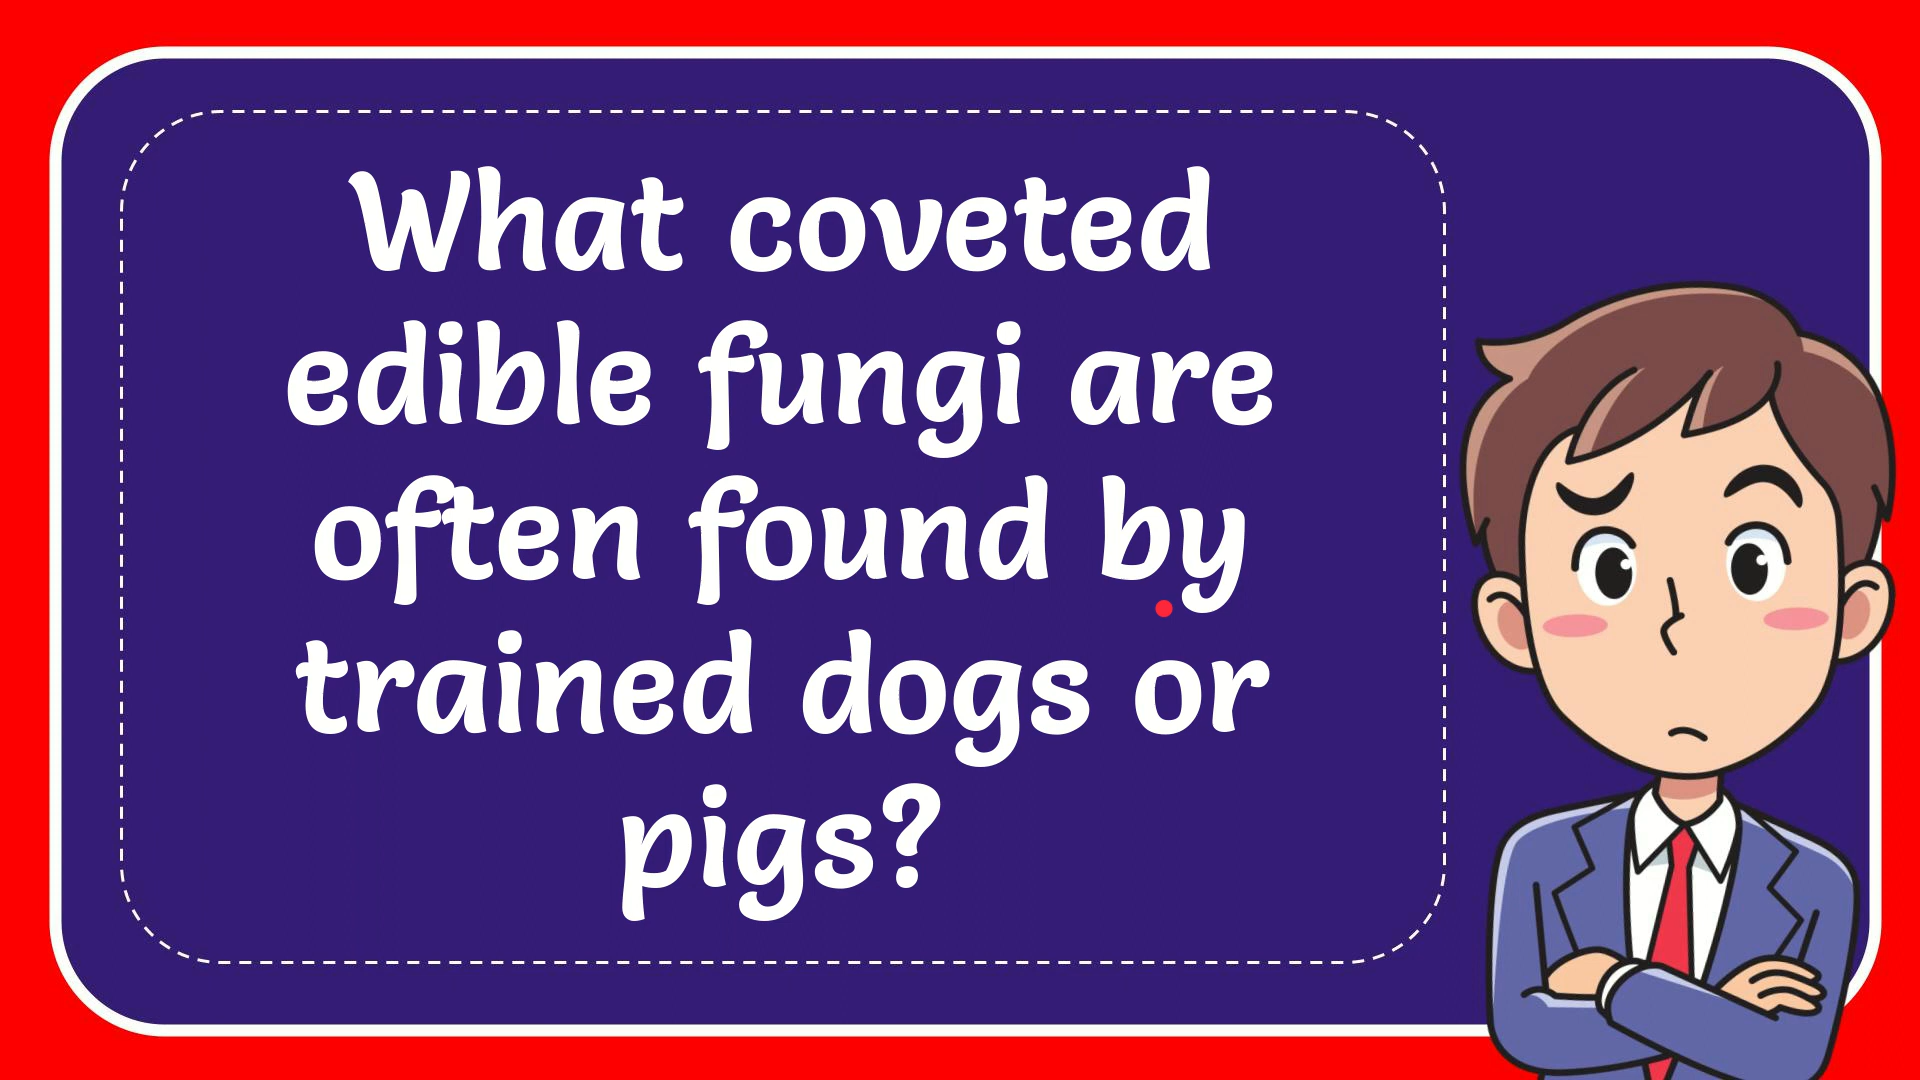 What coveted
edible fungi are
often found by
trained dogs or
pigs?